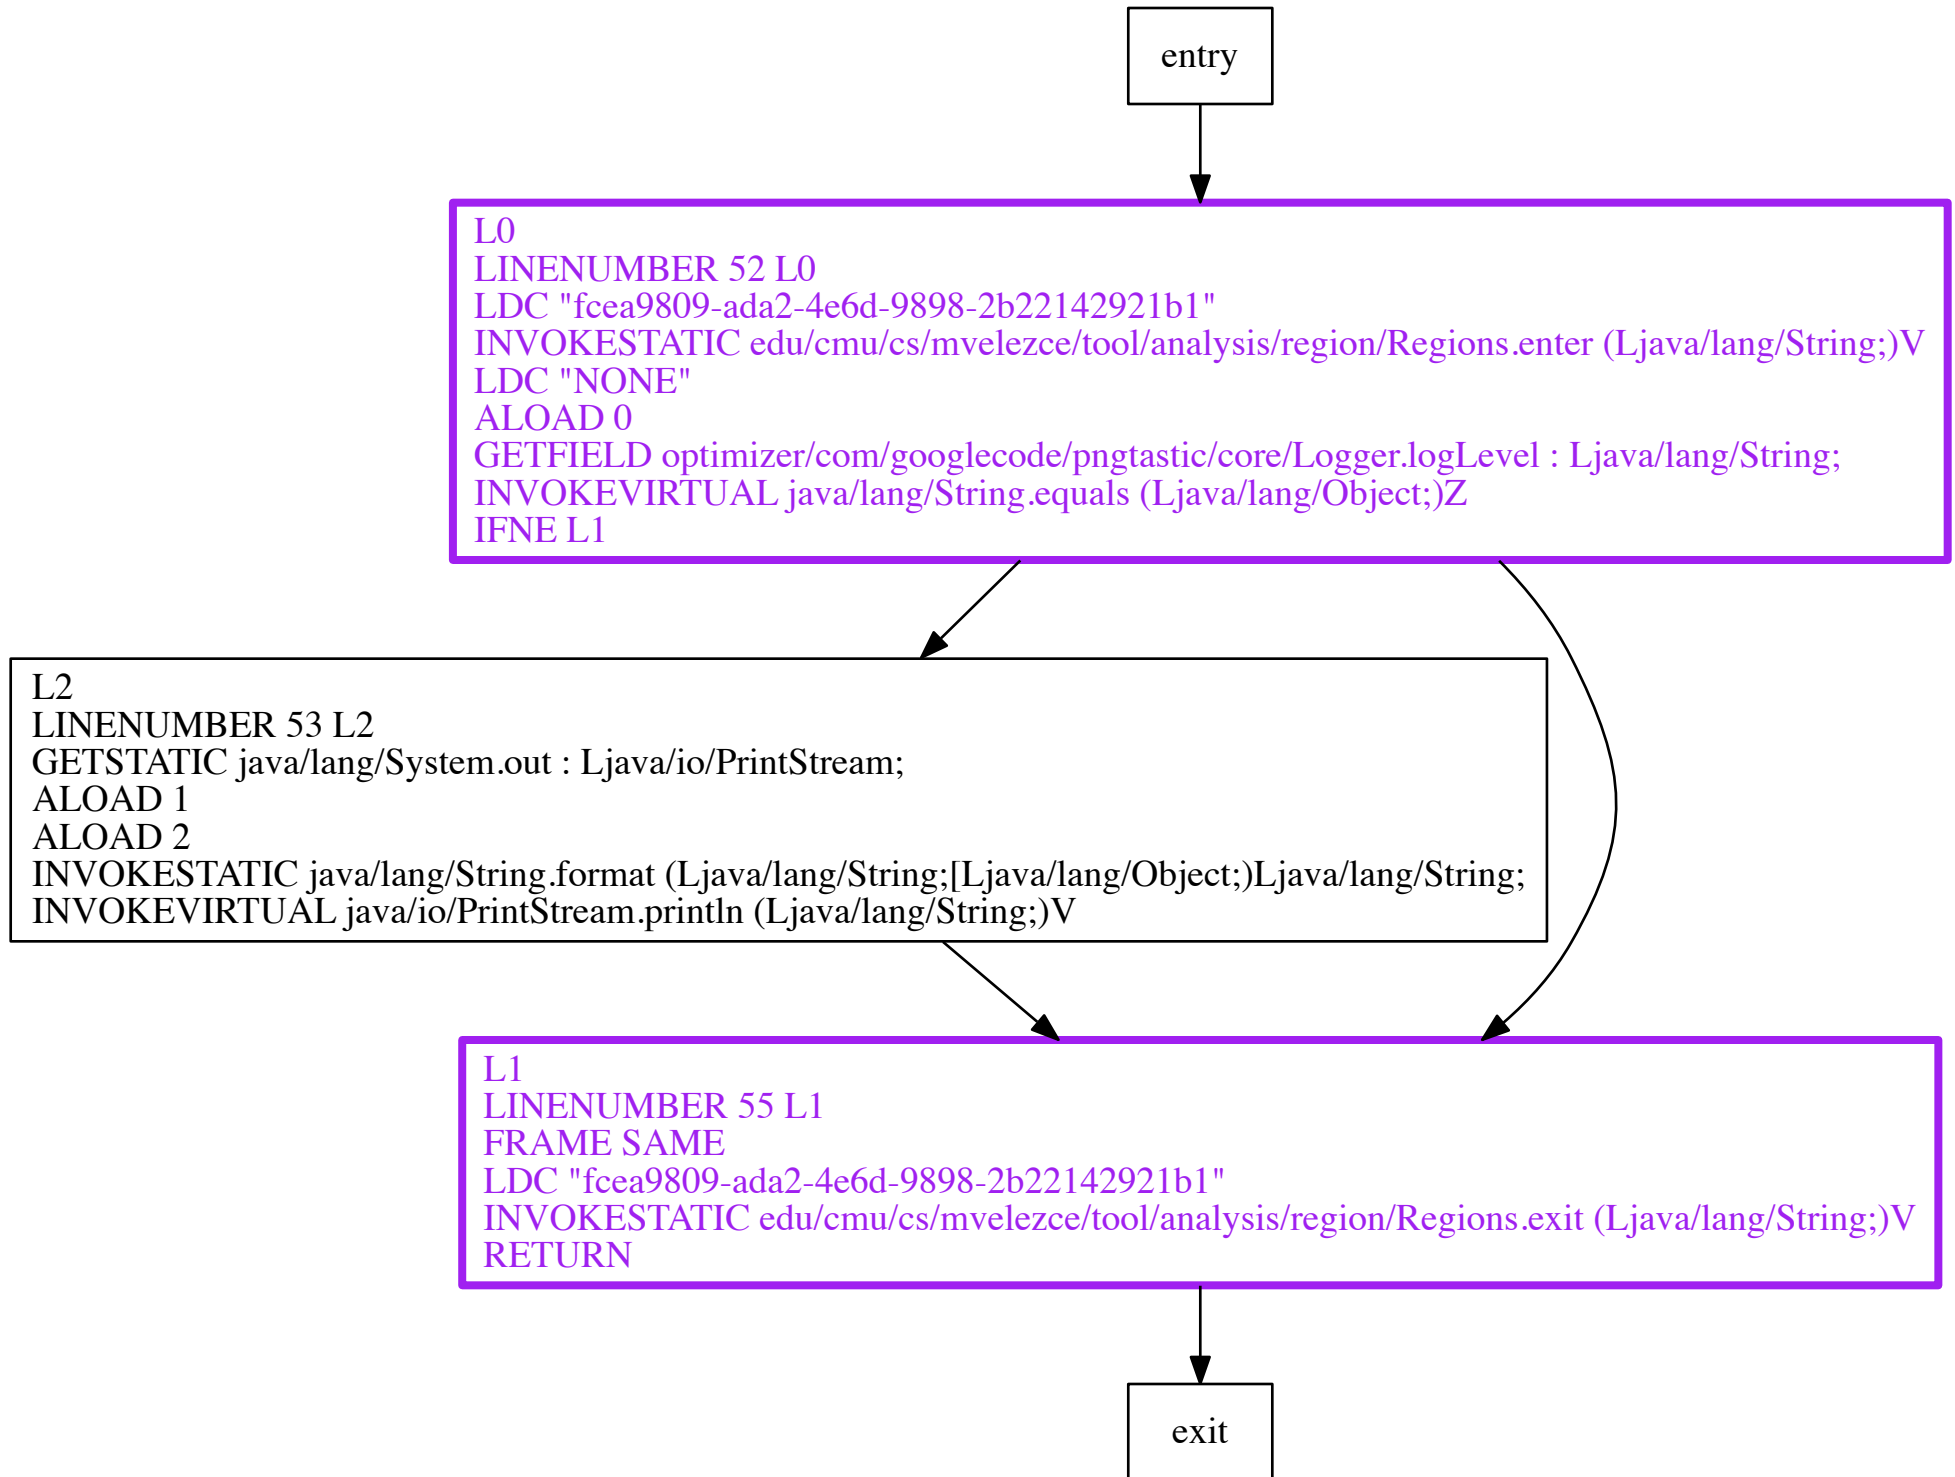 entry
L0
LINENUMBER 52 L0
LDC "fcea9809-ada2-4e6d-9898-2b22142921b1"
INVOKESTATIC edu/cmu/cs/mvelezce/tool/analysis/region/Regions.enter (Ljava/lang/String;)V
LDC "NONE"
ALOAD 0
GETFIELD optimizer/com/googlecode/pngtastic/core/Logger.logLevel : Ljava/lang/String;
INVOKEVIRTUAL java/lang/String.equals (Ljava/lang/Object;)Z
IFNE L1
L2
LINENUMBER 53 L2
GETSTATIC java/lang/System.out : Ljava/io/PrintStream;
ALOAD 1
ALOAD 2
INVOKESTATIC java/lang/String.format (Ljava/lang/String;[Ljava/lang/Object;)Ljava/lang/String;
INVOKEVIRTUAL java/io/PrintStream.println (Ljava/lang/String;)V
L1
LINENUMBER 55 L1
FRAME SAME
LDC "fcea9809-ada2-4e6d-9898-2b22142921b1"
INVOKESTATIC edu/cmu/cs/mvelezce/tool/analysis/region/Regions.exit (Ljava/lang/String;)V
RETURN
exit